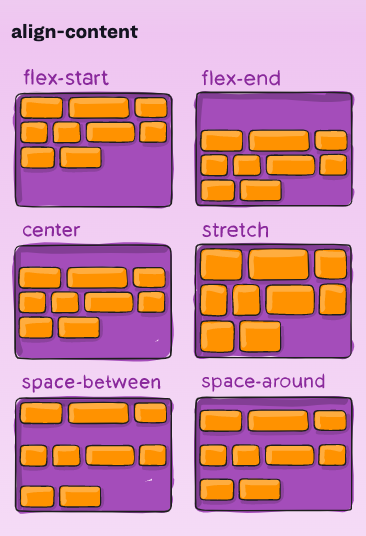 align-content
flex-start
flex-end
center
stretch
space-between
space-around